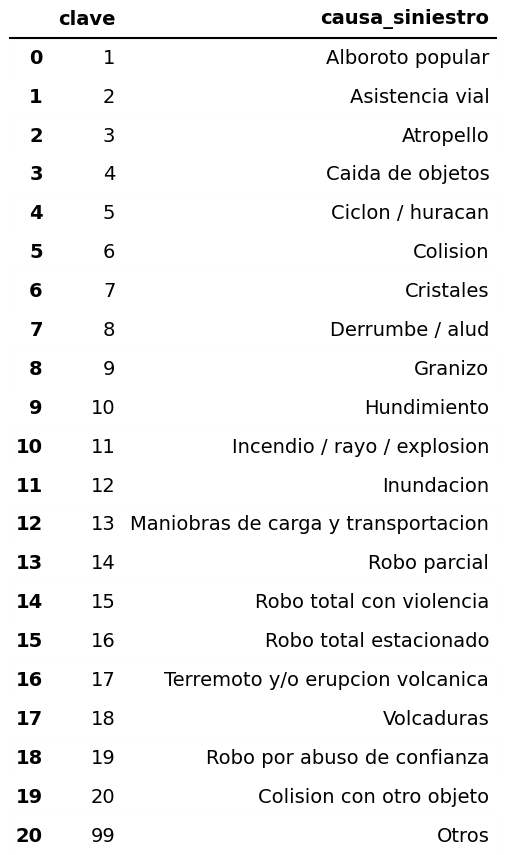 clave causa_siniestro
0 1 Alboroto popular
1 2 Asistencia vial
2 3 Atropello
3 4 Caida de objetos
4 5 Ciclon / huracan
5 6 Colision
6 7 Cristales
7 8 Derrumbe / alud
8 9 Granizo
9 10 Hundimiento
10 11 Incendio / rayo / explosion
11 12 Inundacion
12 13 Maniobras de carga y transportacion
13 14 Robo parcial
14 15 Robo total con violencia
15 16 Robo total estacionado
16 17 Terremoto y/o erupcion volcanica
17 18 Volcaduras
18 19 Robo por abuso de confianza
19 20 Colision con otro objeto
20 99 Otros